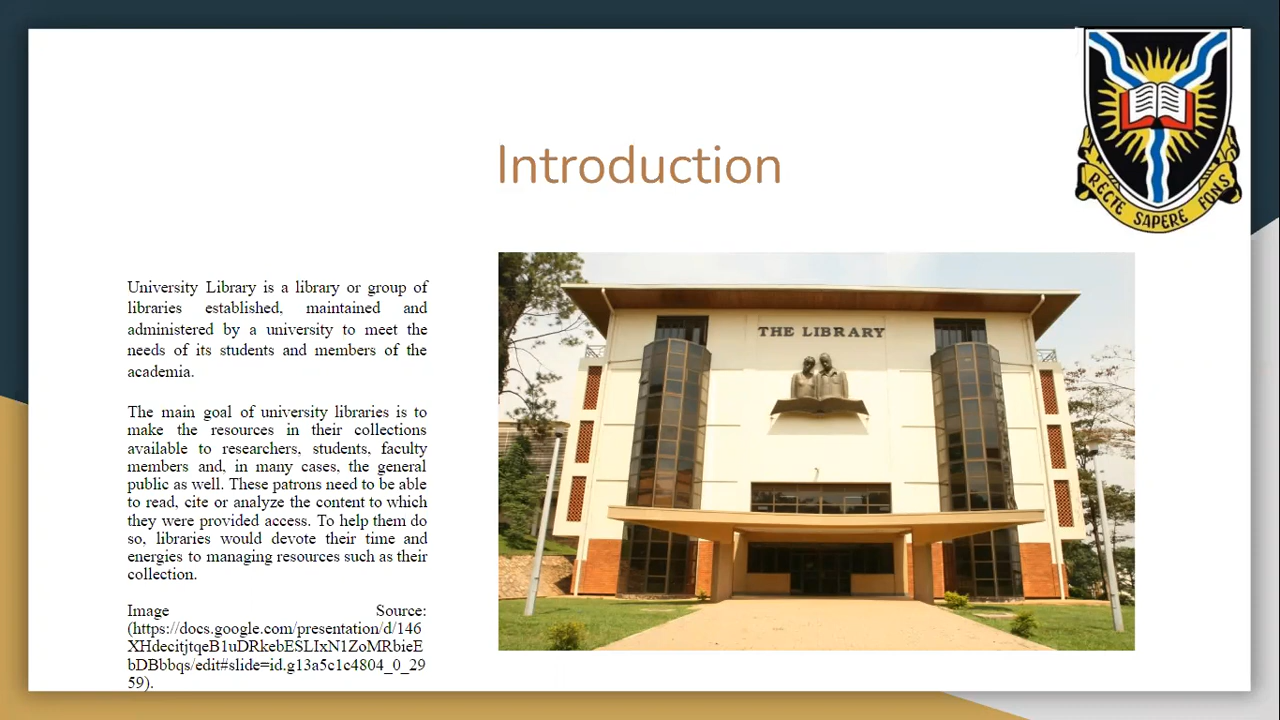 Introduction
RECTE SAPERE FONS
University Library is a library or group of
libraries established, maintained and
administered by a university to meet the
needs of its students and members of the
academia.
The main goal of university libraries is to
make the resources in their collections
available to researchers, students, faculty
members and, in many cases, the general
public as well. These patrons need to be able
to read, cite or analyze the content to which
they were provided access. To help them do
so, libraries would devote their time and
energies to managing resources such as their
collection.
Image Source:
(https://docs.google.com/presentation/d/146
XHdecitjtqeB1uDRkebESLIxN1ZoMRbieE
bDBbbqs/edit#slide=id.g13a5c1c4804_0_29
59).
THE LIBRARY